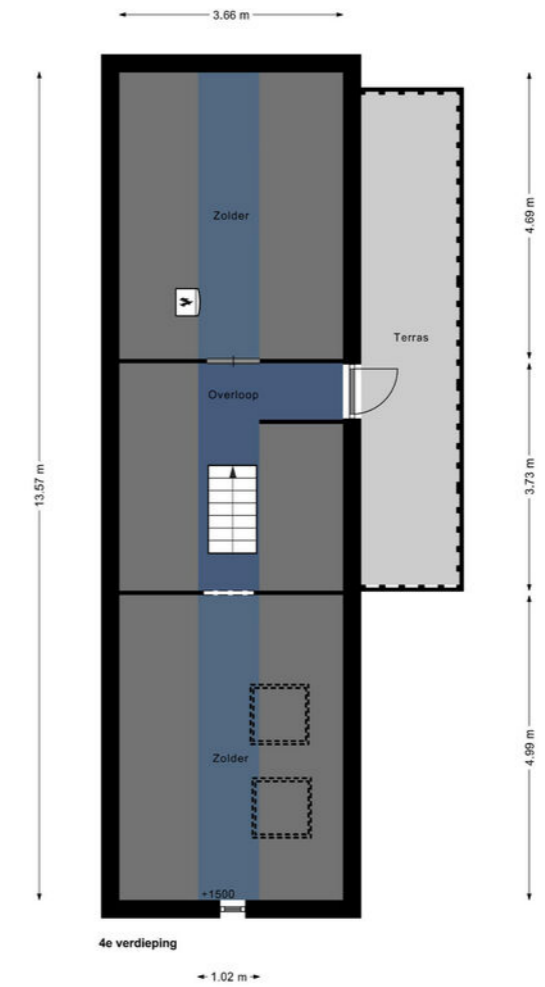 3.66 m
Zolder
4.69 m
Terras
Overloop
13.57 m
3.73 m
Zolder
4.99 m
+1500
4e verdieping
1.02 m